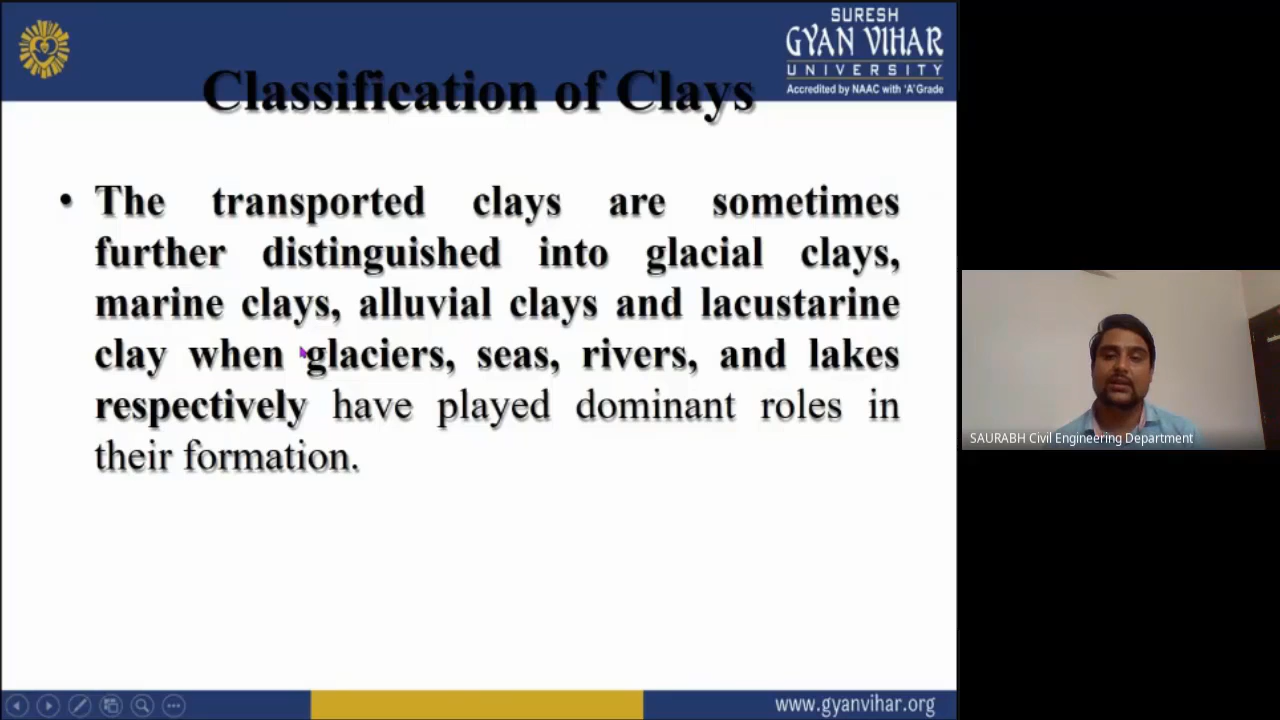 SURESH
GYAN VIHAR
UNIVERSITY
Accredited by NAAC with 'A' Grade
Classification of Clays
• The transported clays are sometimes
further distinguished into glacial clays,
marine clays, alluvial clays and lacustarine
clay when glaciers, seas, rivers, and lakes
respectively have played dominant roles in
their formation.
SAURABH Civil Engineering Department
www.gyanvihar.org